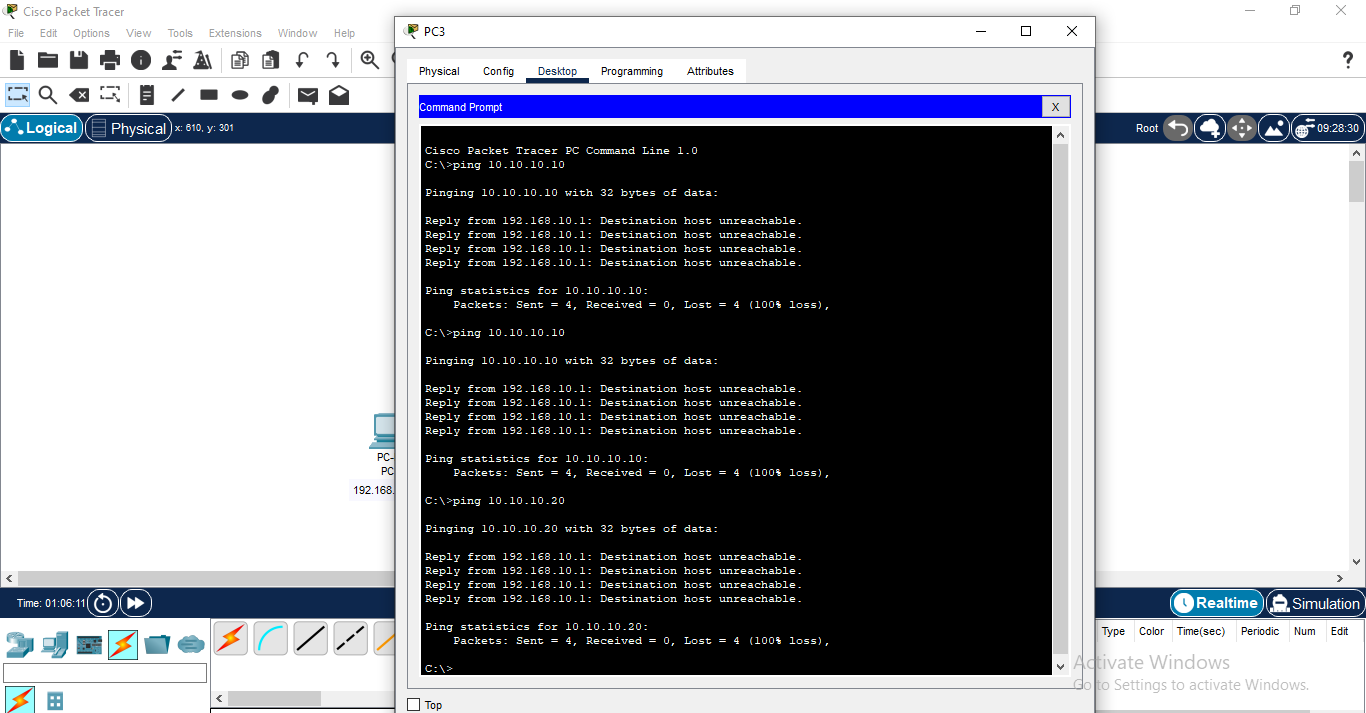 Cisco Packet Tracer
File Edit Options View Tools Extensions Window Help
Logical Physical x: 610, y: 301
Root 09:28:30
PC3
Physical Config Desktop Programming Attributes
Command Prompt X
Cisco Packet Tracer PC Command Line 1.0
C:\>ping 10.10.10.10
Pinging 10.10.10.10 with 32 bytes of data:
Reply from 192.168.10.1: Destination host unreachable.
Reply from 192.168.10.1: Destination host unreachable.
Reply from 192.168.10.1: Destination host unreachable.
Reply from 192.168.10.1: Destination host unreachable.
Ping statistics for 10.10.10.10:
Packets: Sent = 4, Received = 0, Lost = 4 (100% loss),
C:\>ping 10.10.10.10
Pinging 10.10.10.10 with 32 bytes of data:
Reply from 192.168.10.1: Destination host unreachable.
Reply from 192.168.10.1: Destination host unreachable.
Reply from 192.168.10.1: Destination host unreachable.
Reply from 192.168.10.1: Destination host unreachable.
Ping statistics for 10.10.10.10:
Packets: Sent = 4, Received = 0, Lost = 4 (100% loss),
C:\>ping 10.10.10.20
Pinging 10.10.10.20 with 32 bytes of data:
Reply from 192.168.10.1: Destination host unreachable.
Reply from 192.168.10.1: Destination host unreachable.
Reply from 192.168.10.1: Destination host unreachable.
Reply from 192.168.10.1: Destination host unreachable.
Ping statistics for 10.10.10.20:
Packets: Sent = 4, Received = 0, Lost = 4 (100% loss),
C:\>
Top
PC-
PC
192.168.
Time: 01:06:11
Realtime Simulation
Type Color Time(sec) Periodic Num Edit
Activate Windows
Go to Settings to activate Windows.